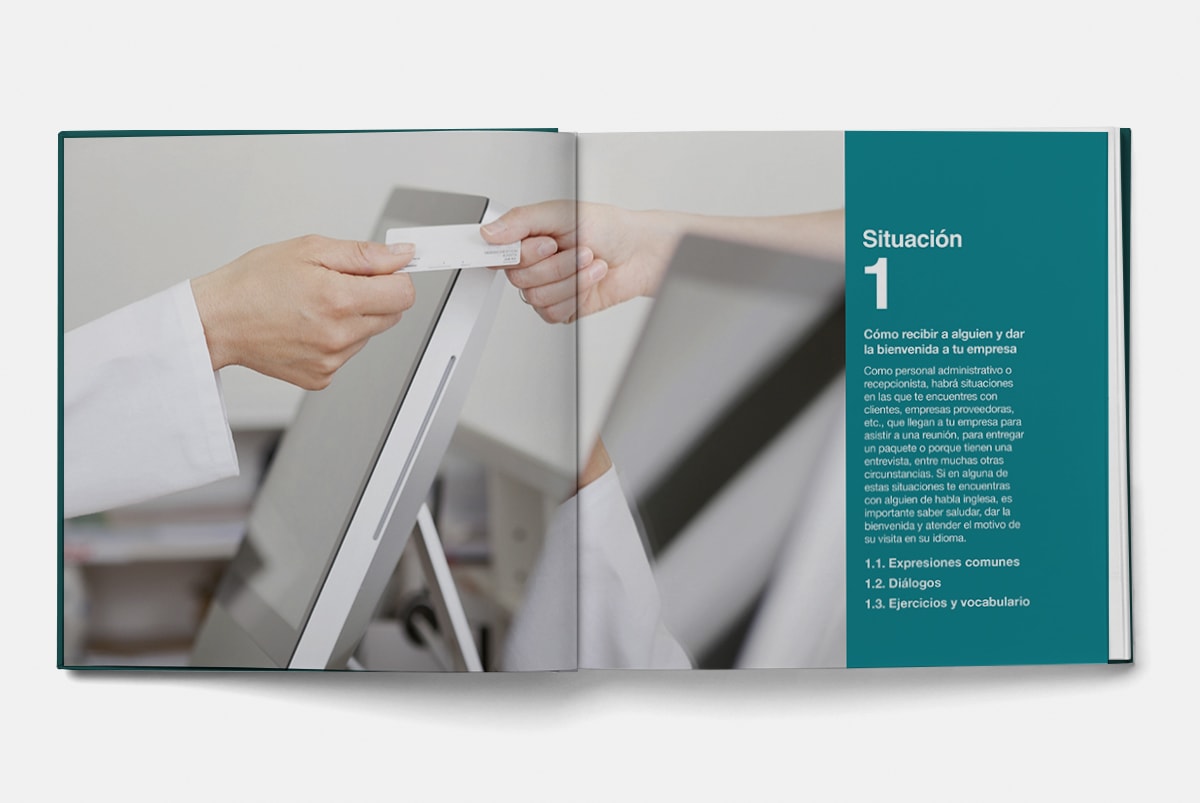 Situación
1
Cómo recibir a alguien y dar
la bienvenida a tu empresa
Como personal administrativo o
recepcionista, habrá situaciones
en las que te encuentres con
clientes, empresas proveedoras,
etc., que llegan a tu empresa para
asistir a una reunión, para entregar
un paquete o porque tienen una
entrevista, entre muchas otras
circunstancias. Si en alguna de
estas situaciones te encuentras
con alguien de habla inglesa, es
importante saber saludar, dar la
bienvenida y atender el motivo de
su visita en su idioma.
1.1. Expresiones comunes
1.2. Diálogos
1.3. Ejercicios y vocabulario